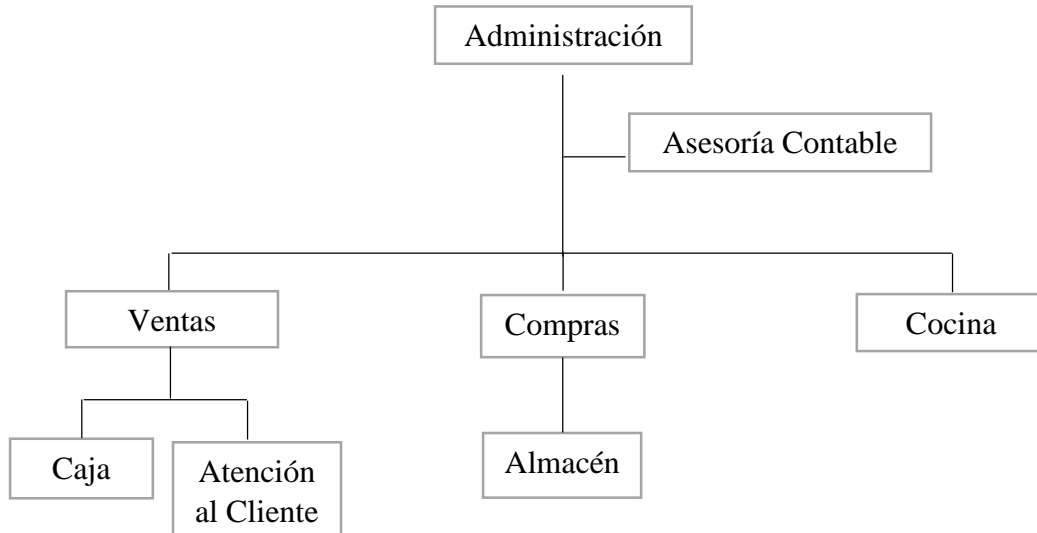 Administración
Asesoría Contable
Ventas
Compras
Cocina
Caja
Atención
al Cliente
Almacén